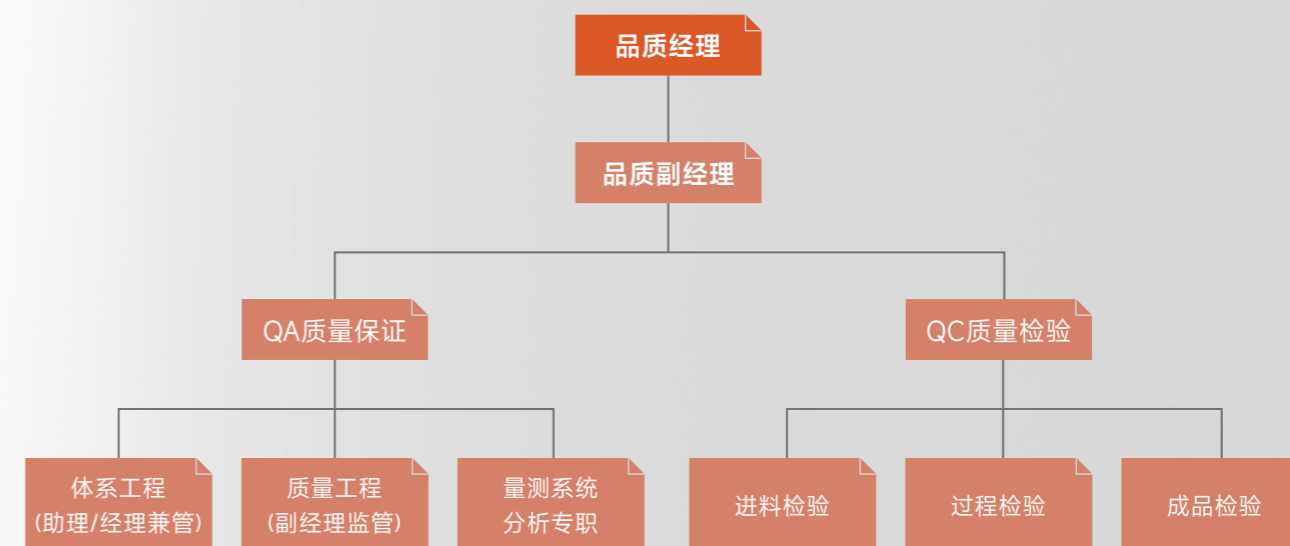 品质经理
品质副经理
QA质量保证
QC质量检验
体系工程
(助理/经理兼管)
质量工程
(副经理监管)
量测系统
分析专职
进料检验
过程检验
成品检验